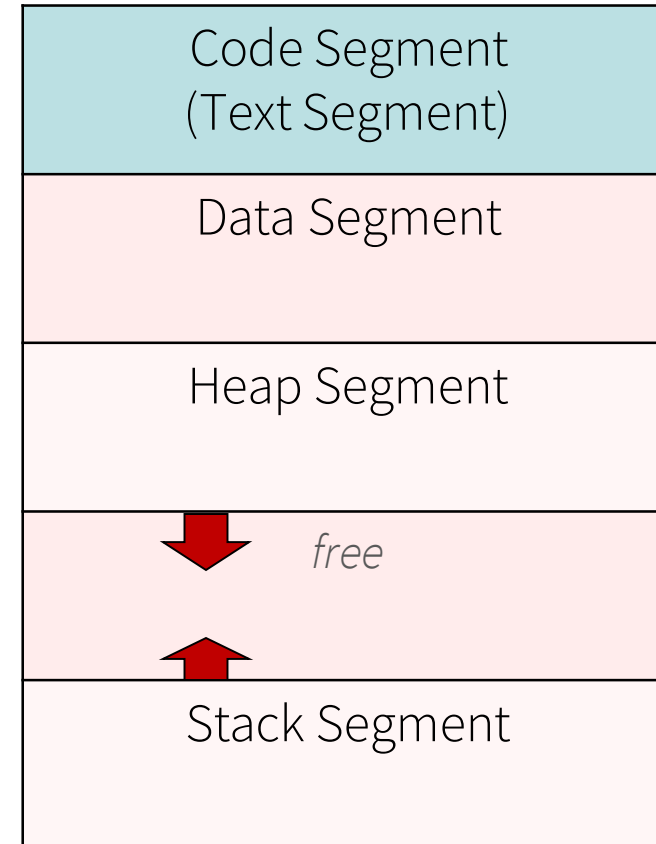 Code Segment
(Text Segment)
Data Segment
Heap Segment
free
Stack Segment